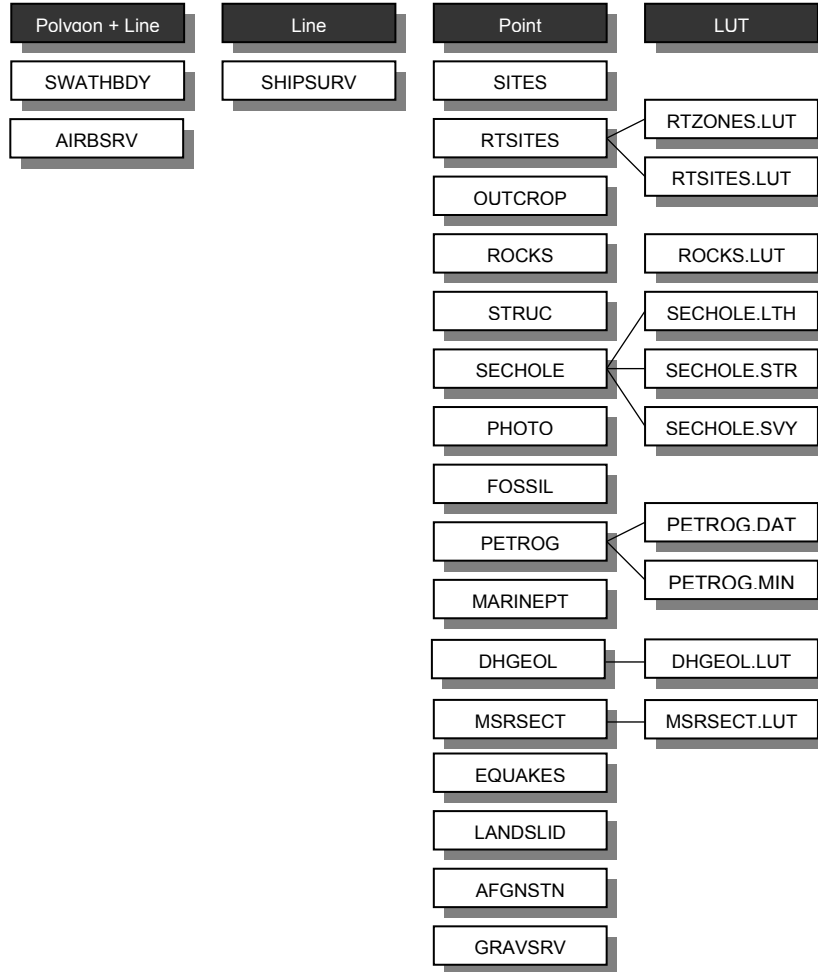 Polygon + Line
SWATHBDY
AIRBSRV
Line
SHIPSURV
Point
SITES
RTSITES
OUTCROP
ROCKS
STRUC
SECHOLE
PHOTO
FOSSIL
PETROG
MARINEPT
DHGEOL
MSRSECT
EQUAKES
LANDSLID
AFGNSTN
GRAVSRV
LUT
RTZONES.LUT
RTSITES.LUT
ROCKS.LUT
SECHOLE.LTH
SECHOLE.STR
SECHOLE.SVY
PETROG.DAT
PETROG.MIN
DHGEOL.LUT
MSRSECT.LUT